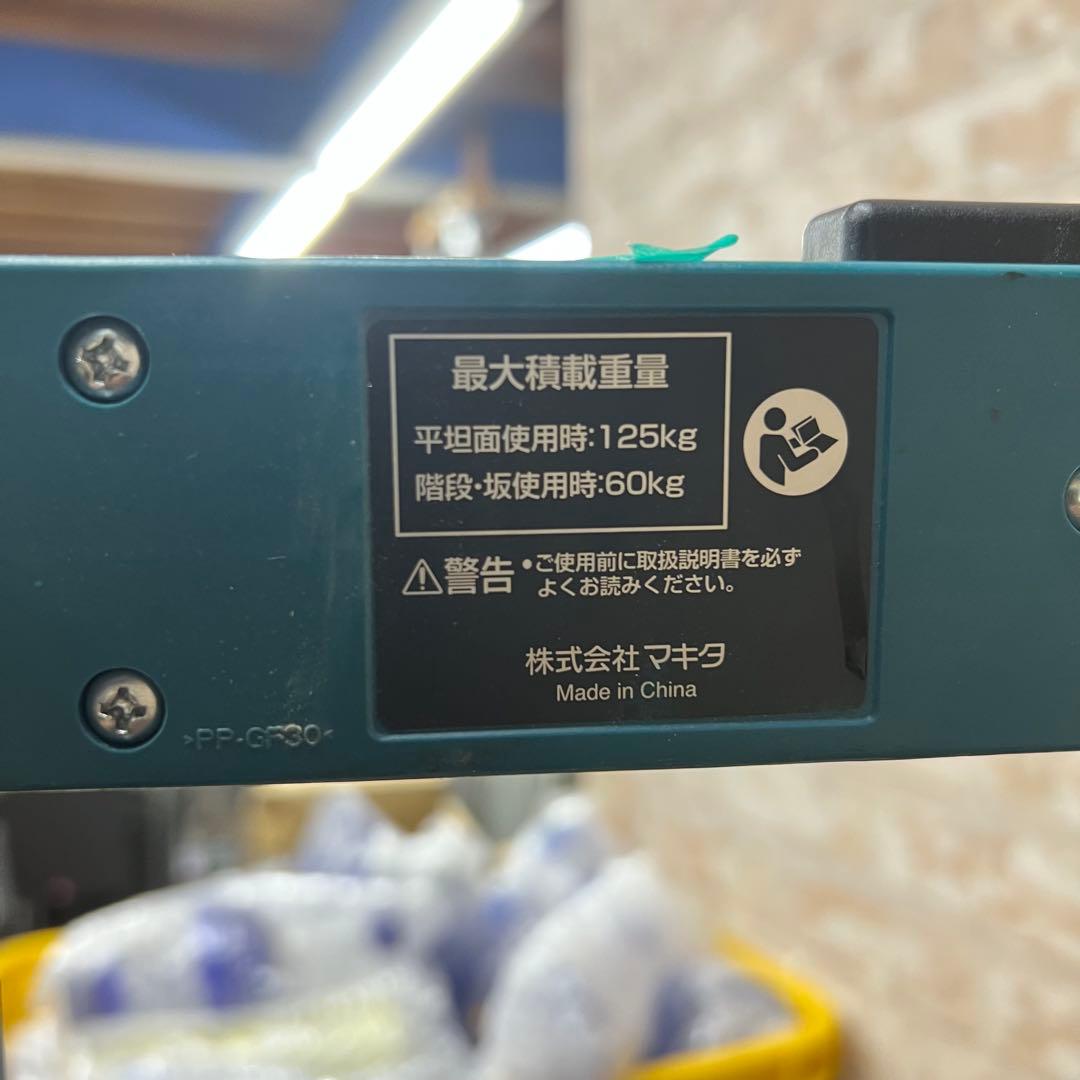 最大積載重量
平坦面使用時:125kg
階段・坂使用時:60kg
⚠警告 •ご使用前に取扱説明書を必ず
よくお読みください。
株式会社マキタ
Made in China
>PP-GF30<